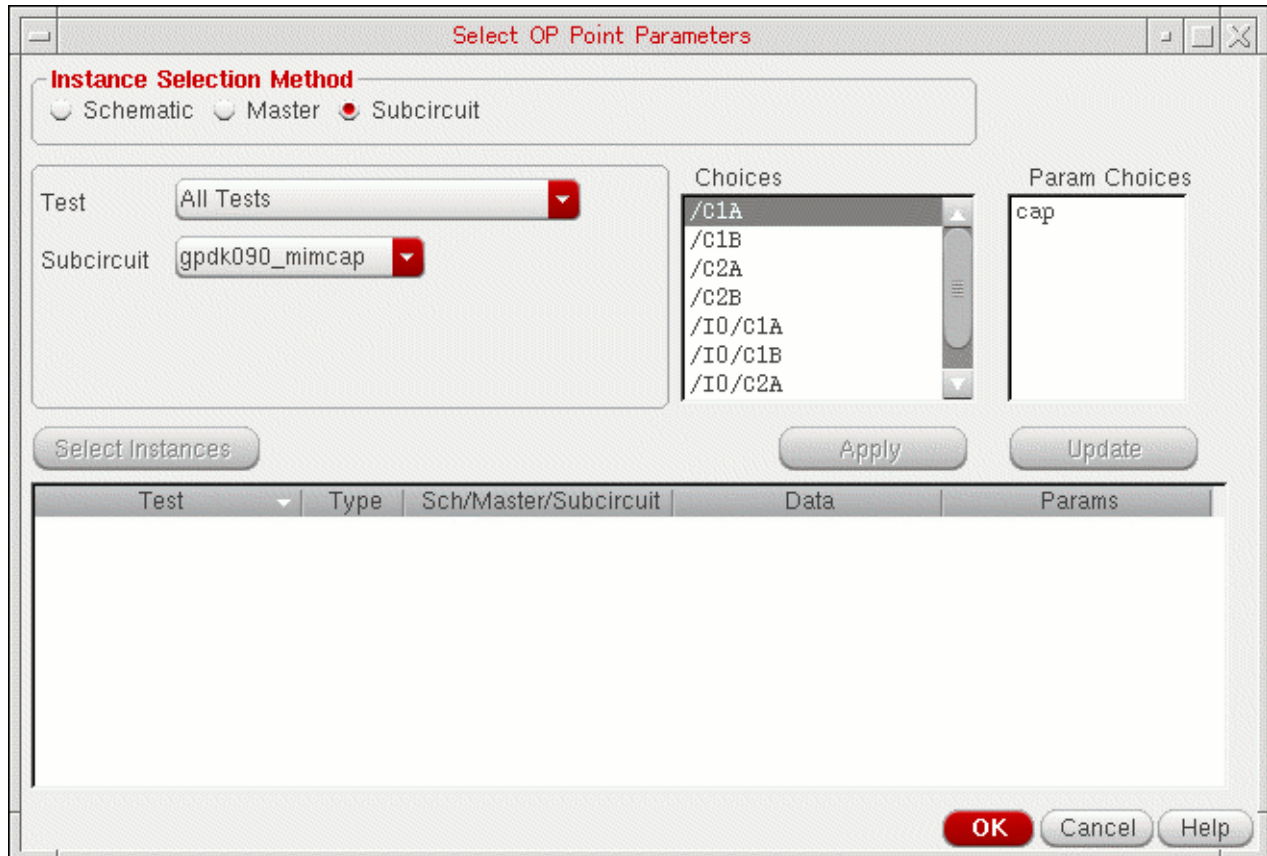 Select OP Point Parameters
Instance Selection Method
Schematic Master Subcircuit
Test All Tests
Subcircuit gpdk090_mimcap
Choices
/C1A
/C1B
/C2A
/C2B
/I0/C1A
/I0/C1B
/I0/C2A
Param Choices
cap
Select Instances Apply Update
Test Type Sch/Master/Subcircuit Data Params
OK Cancel Help